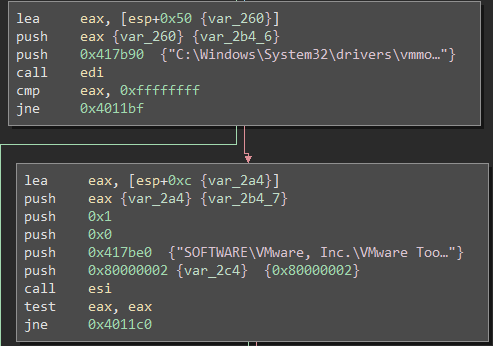 lea     eax, [esp+0x50 {var_260}]
push    eax {var_260} {var_2b4_6}
push    0x417b90  {"C:\Windows\System32\drivers\vmmo…"}
call    edi
cmp     eax, 0xffffffff
jne     0x4011bf
lea     eax, [esp+0xc {var_2a4}]
push    eax {var_2a4} {var_2b4_7}
push    0x1
push    0x0
push    0x417be0  {"SOFTWARE\VMware, Inc.\VMware Too…"}
push    0x80000002 {var_2c4}  {0x80000002}
call    esi
test    eax, eax
jne     0x4011c0